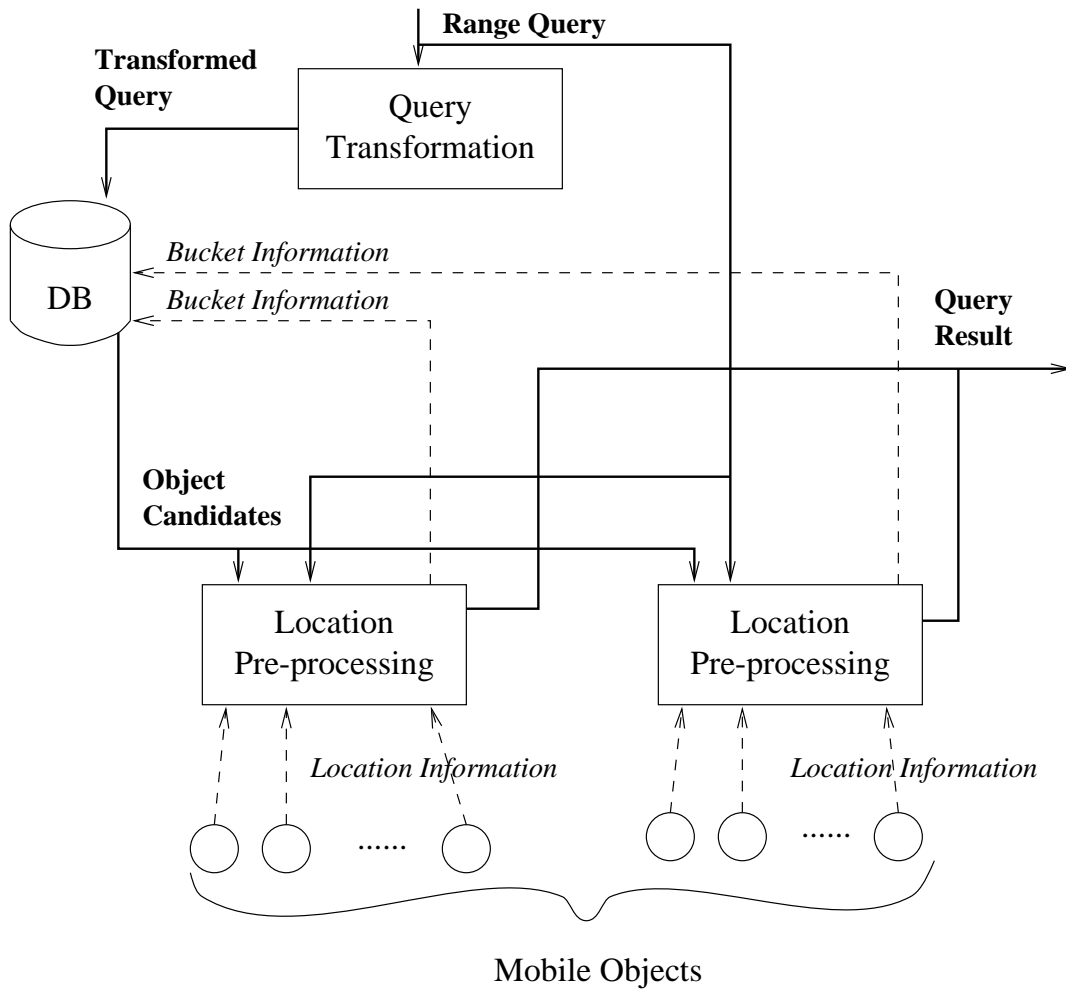 Range Query
Transformed
Query
Query
Transformation
Bucket Information
DB
Bucket Information
Query
Result
Object
Candidates
Location
Pre-processing
Location
Pre-processing
Location Information
Location Information
......
......
Mobile Objects